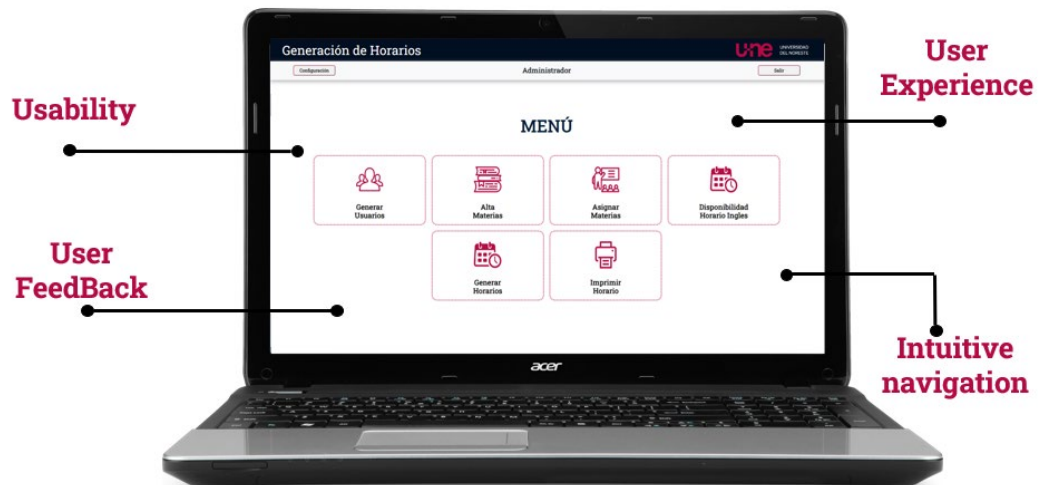 Generación de Horarios
une UNIVERSIDAD
DEL NORESTE
Configuración
Administrador
Salir
User
Experience
Usability
MENÚ
Generar
Usuarios
Alta
Materias
Asignar
Materias
Disponibilidad
Horario Ingles
User
FeedBack
Generar
Horarios
Imprimir
Horario
Intuitive
navigation
acer